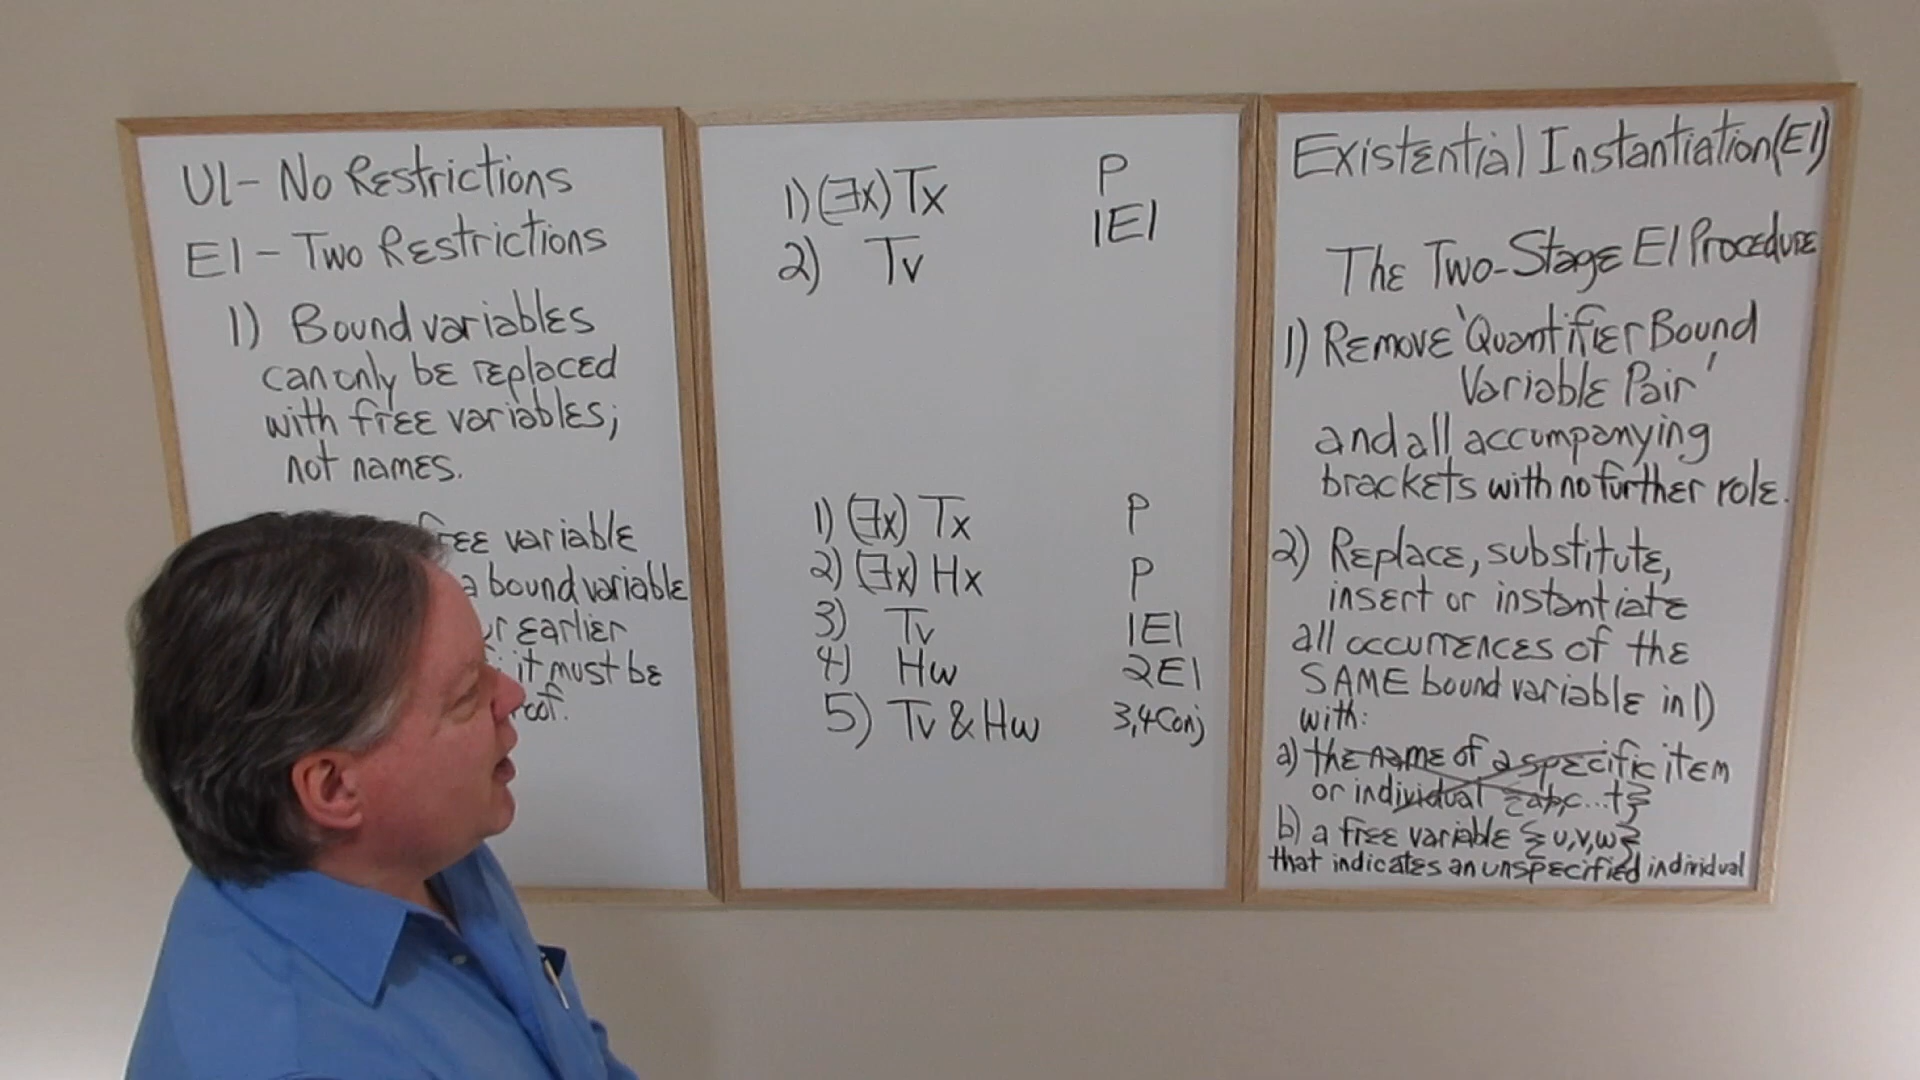 UI - No Restrictions
EI - Two Restrictions
1) Bound variables
can only be replaced
with free variables;
not names.
free variable
a bound variable
earlier
it must be
1) (∃x) Tx P
2) Tv 1EI
1) (∃x) Tx P
2) (∃x) Hx P
3) Tv 1EI
4) Hw 2EI
5) Tv & Hw 3,4 Conj
Existential Instantiation (EI)
The Two-Stage EI Procedure
1) Remove 'Quantifier Bound
Variable Pair'
and all accompanying
brackets with no further role.
2) Replace, substitute,
insert or instantiate
all occurrences of the
SAME bound variable in 1)
with:
a) the name of a specific item
or individual {a,b,c...t}
b) a free variable {u,v,w}
that indicates an unspecified individual